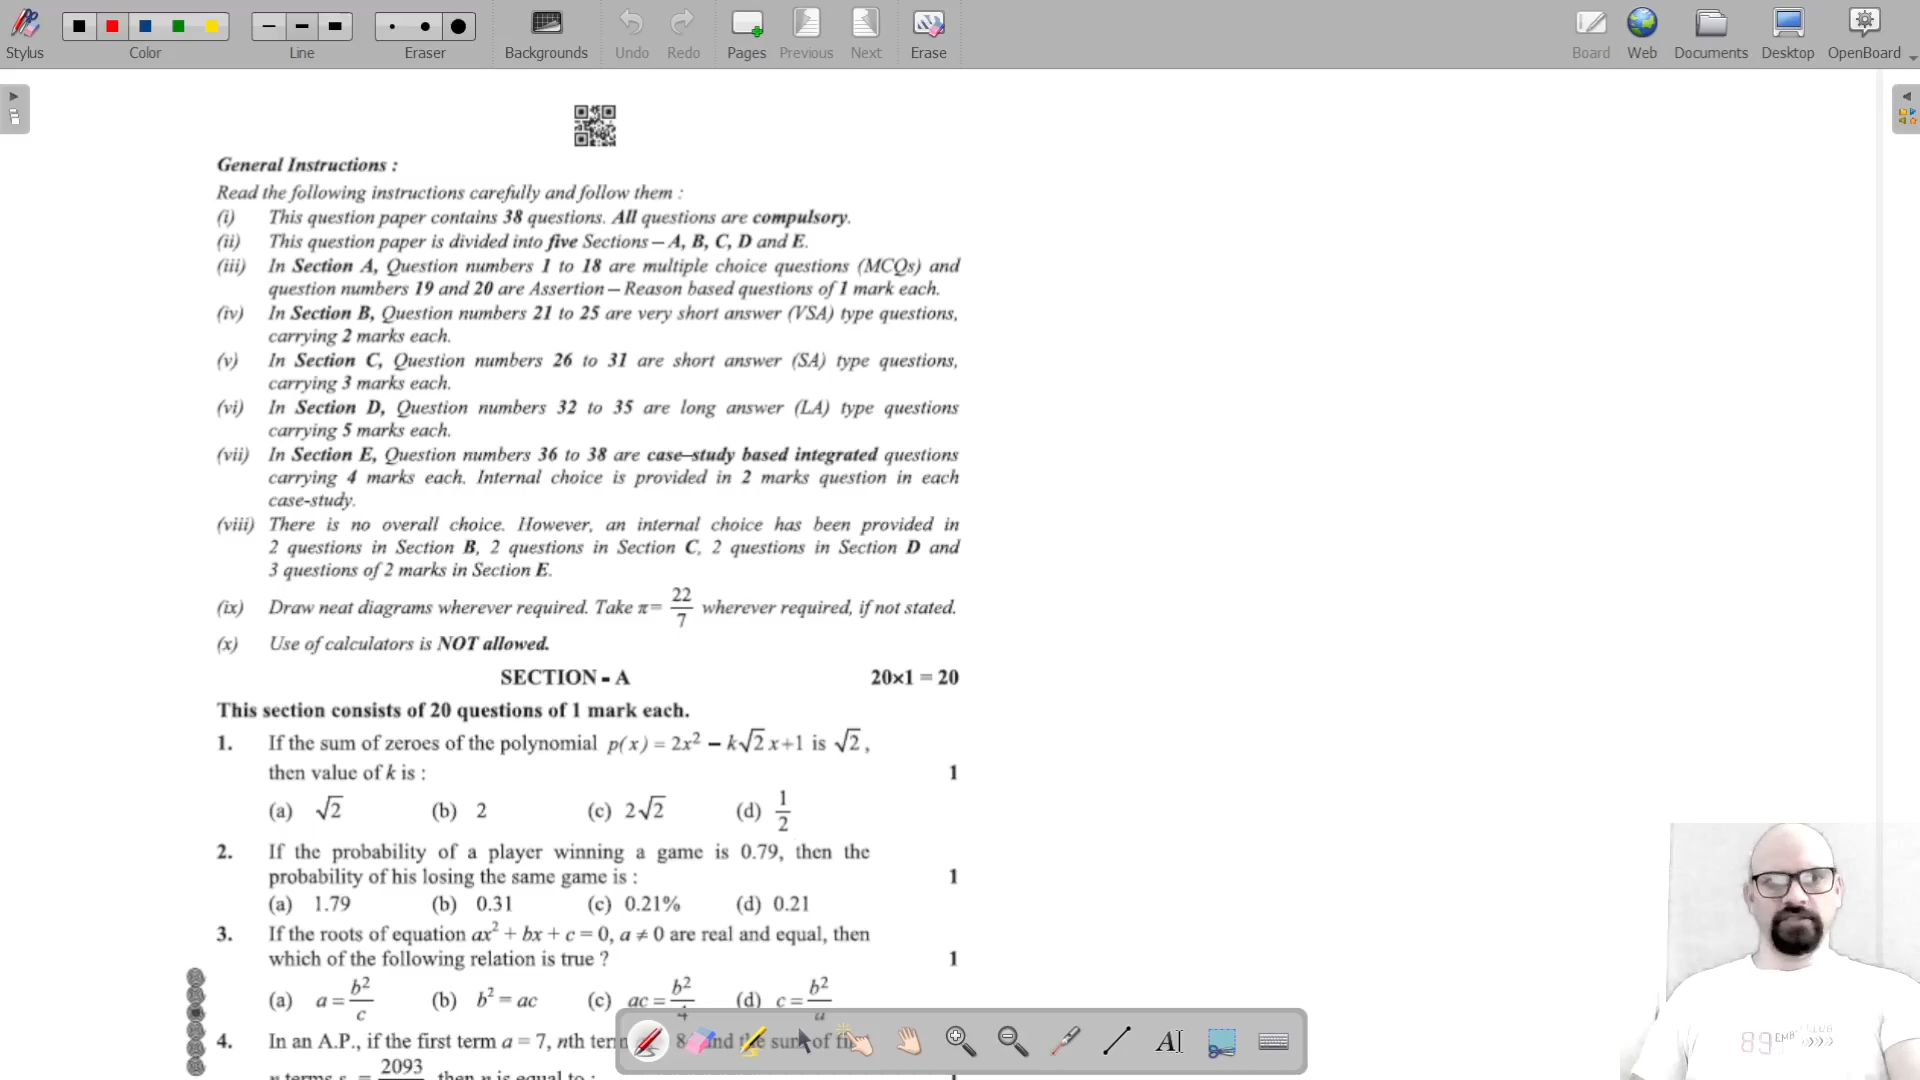 Stylus Color Line Eraser Backgrounds Undo Redo Pages Previous Next Erase Board Web Documents Desktop OpenBoard
General Instructions :
Read the following instructions carefully and follow them :
(i) This question paper contains 38 questions. All questions are compulsory.
(ii) This question paper is divided into five Sections – A, B, C, D and E.
(iii) In Section A, Question numbers 1 to 18 are multiple choice questions (MCQs) and
question numbers 19 and 20 are Assertion – Reason based questions of 1 mark each.
(iv) In Section B, Question numbers 21 to 25 are very short answer (VSA) type questions,
carrying 2 marks each.
(v) In Section C, Question numbers 26 to 31 are short answer (SA) type questions,
carrying 3 marks each.
(vi) In Section D, Question numbers 32 to 35 are long answer (LA) type questions
carrying 5 marks each.
(vii) In Section E, Question numbers 36 to 38 are case–study based integrated questions
carrying 4 marks each. Internal choice is provided in 2 marks question in each
case-study.
(viii) There is no overall choice. However, an internal choice has been provided in
2 questions in Section B, 2 questions in Section C, 2 questions in Section D and
3 questions of 2 marks in Section E.
(ix) Draw neat diagrams wherever required. Take π = 22/7 wherever required, if not stated.
(x) Use of calculators is NOT allowed.
SECTION - A 20×1 = 20
This section consists of 20 questions of 1 mark each.
1. If the sum of zeroes of the polynomial p(x) = 2x² – k√2 x+1 is √2,
then value of k is : 1
(a) √2 (b) 2 (c) 2√2 (d) 1/2
2. If the probability of a player winning a game is 0.79, then the
probability of his losing the same game is : 1
(a) 1.79 (b) 0.31 (c) 0.21% (d) 0.21
3. If the roots of equation ax² + bx + c = 0, a ≠ 0 are real and equal, then
which of the following relation is true ? 1
(a) a = b²/c (b) b² = ac (c) ac = b²/4 (d) c = b²/a
4. In an A.P., if the first term a = 7, nth term 8 and the sum of fi
n terms = 2093 then n is equal to :
89